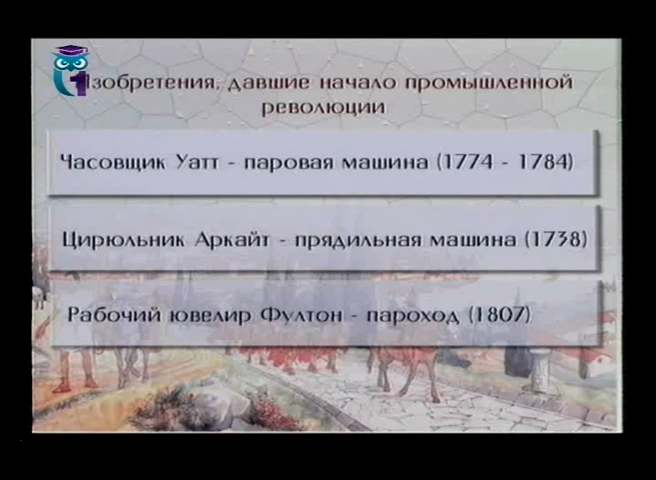 Изобретения, давшие начало промышленной
революции
Часовщик Уатт - паровая машина (1774 - 1784)
Цирюльник Аркайт - прядильная машина (1738)
Рабочий ювелир Фултон - пароход (1807)
1